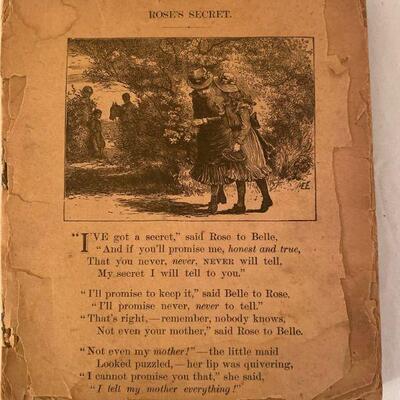 ROSE'S SECRET.
MEE
"I'VE got a secret," said Rose to Belle,
"And if you'll promise me, honest and true,
That you never, never, NEVER will tell,
My secret I will tell to you."
"I'll promise to keep it," said Belle to Rose.
"I'll promise never, never to tell."
"That's right,—remember, nobody knows,
Not even your mother," said Rose to Belle.
"Not even my mother!"—the little maid
Looked puzzled,—her lip was quivering,
"I cannot promise you that," she said,
"I tell my mother everything!"